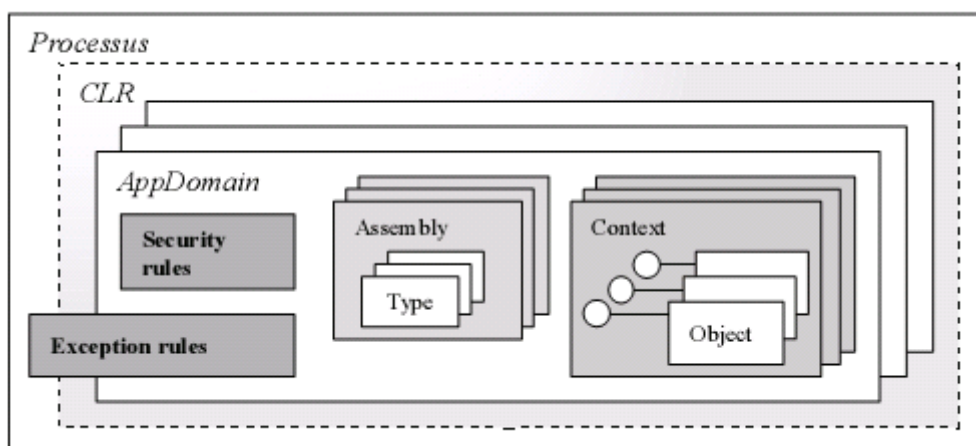 Processus
CLR
AppDomain
Security
rules
Exception rules
Assembly
Type
Context
Object